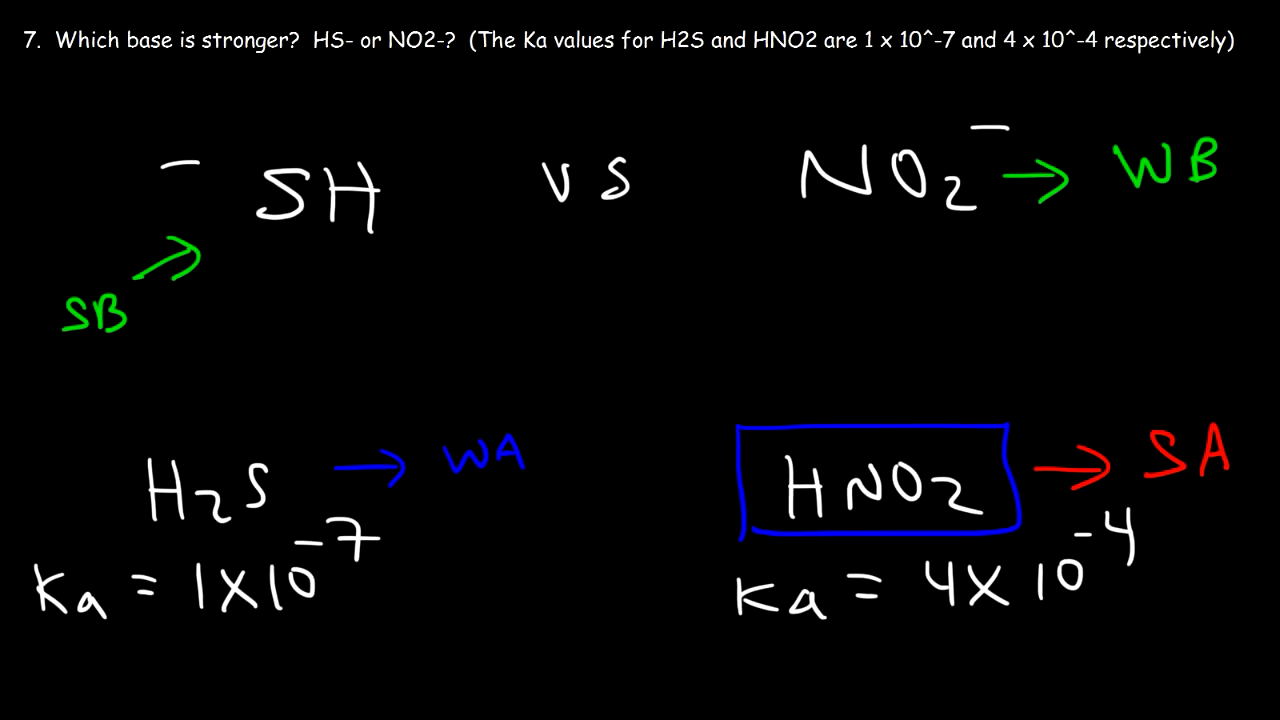 7. Which base is stronger? HS- or NO2-? (The Ka values for H2S and HNO2 are 1 x 10^-7 and 4 x 10^-4 respectively)
⁻SH vs NO₂⁻ → WB
SB →
H₂S → WA HNO₂ → SA
Ka = 1x10⁻⁷ Ka = 4x10⁻⁴